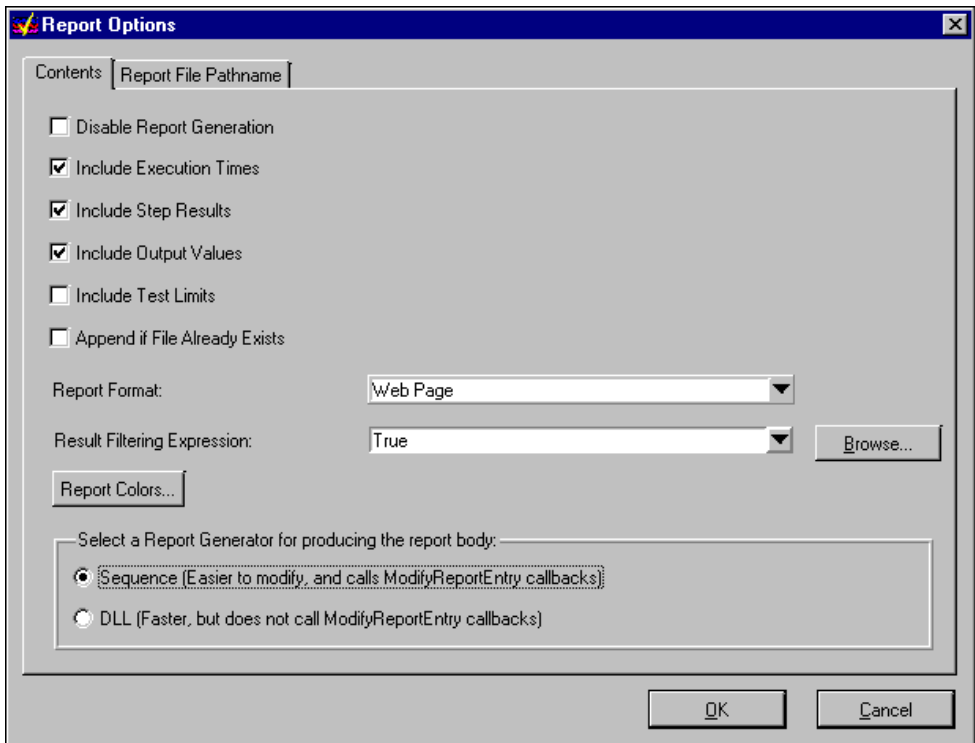 Report Options
Contents
Report File Pathname
Disable Report Generation
Include Execution Times
Include Step Results
Include Output Values
Include Test Limits
Append if File Already Exists
Report Format:
Web Page
Result Filtering Expression:
True
Browse...
Report Colors...
Select a Report Generator for producing the report body:
Sequence (Easier to modify, and calls ModifyReportEntry callbacks)
DLL (Faster, but does not call ModifyReportEntry callbacks)
OK
Cancel